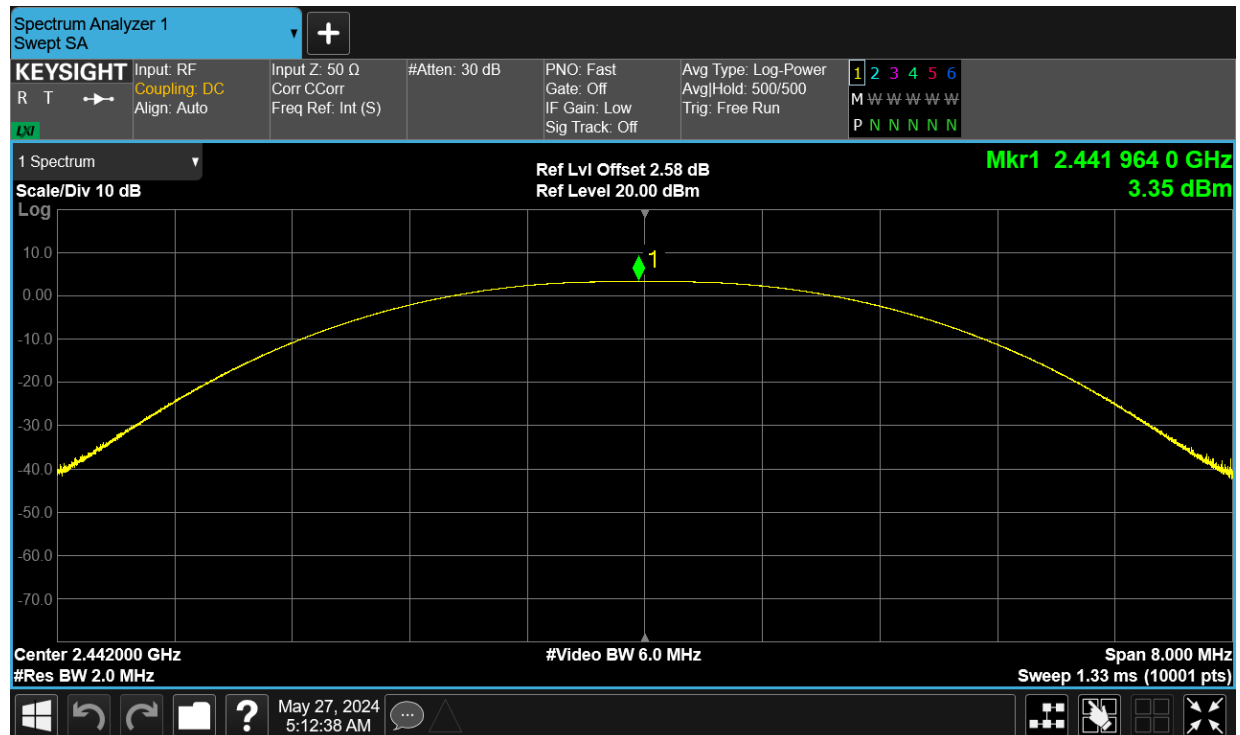 Spectrum Analyzer 1
Swept SA
KEYSIGHT
R T
LXI
Input: RF
Coupling: DC
Align: Auto
Input Z: 50 Ω
Corr CCorr
Freq Ref: Int (S)
#Atten: 30 dB
PNO: Fast
Gate: Off
IF Gain: Low
Sig Track: Off
Avg Type: Log-Power
Avg|Hold: 500/500
Trig: Free Run
1 2 3 4 5 6
M W W W W W
P N N N N N
1 Spectrum
Scale/Div 10 dB
Log
Ref Lvl Offset 2.58 dB
Ref Level 20.00 dBm
Mkr1 2.441 964 0 GHz
3.35 dBm
1
10.0
0.00
-10.0
-20.0
-30.0
-40.0
-50.0
-60.0
-70.0
Center 2.442000 GHz
#Res BW 2.0 MHz
#Video BW 6.0 MHz
Span 8.000 MHz
Sweep 1.33 ms (10001 pts)
?
May 27, 2024
5:12:38 AM